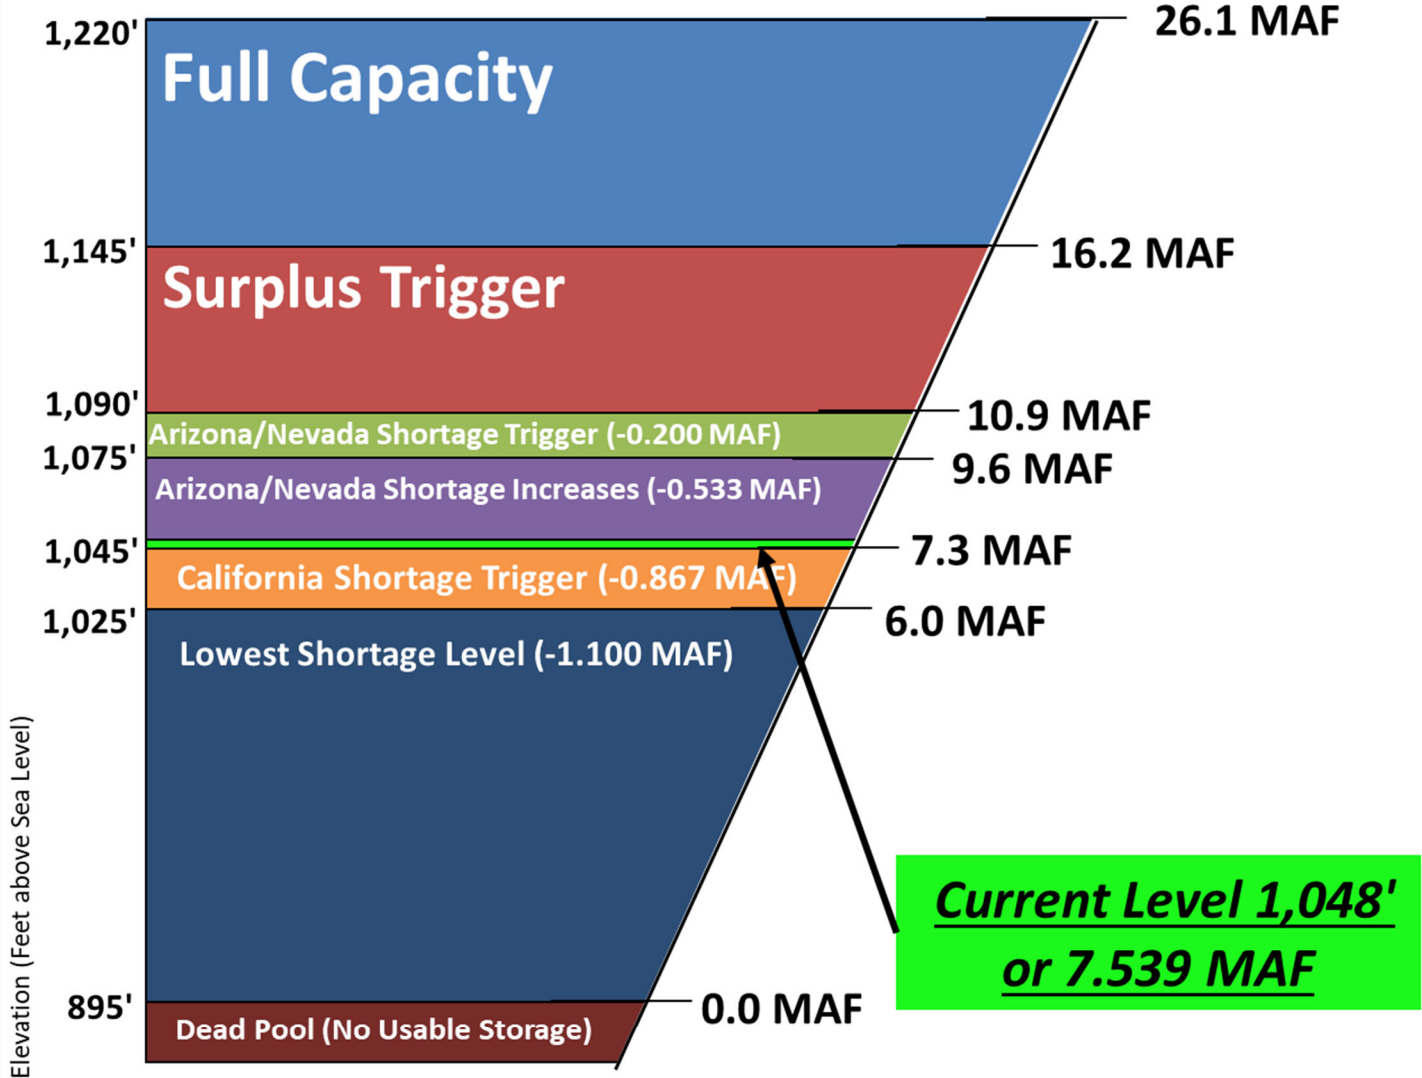 1,220'
26.1 MAF
Full Capacity
1,145'
16.2 MAF
Surplus Trigger
1,090'
10.9 MAF
Arizona/Nevada Shortage Trigger (-0.200 MAF)
1,075'
9.6 MAF
Arizona/Nevada Shortage Increases (-0.533 MAF)
1,045'
7.3 MAF
California Shortage Trigger (-0.867 MAF)
1,025'
6.0 MAF
Lowest Shortage Level (-1.100 MAF)
Elevation (Feet above Sea Level)
Current Level 1,048'
or 7.539 MAF
895'
0.0 MAF
Dead Pool (No Usable Storage)